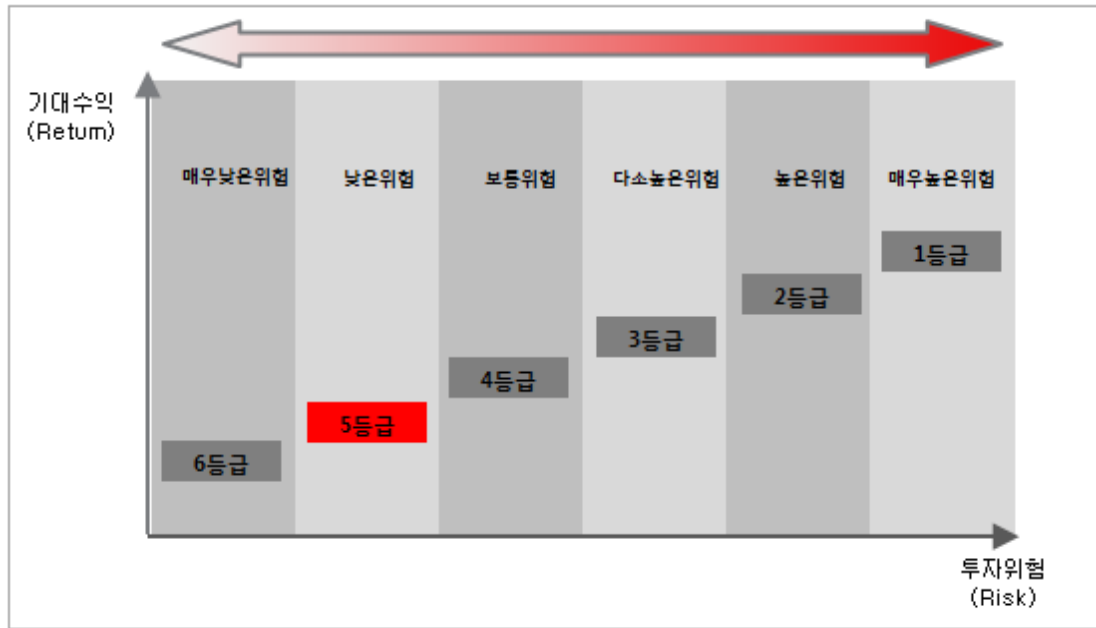 기대수익
(Retum)
매우낮은위험
낮은위험
보통위험
다소높은위험
높은위험
매우높은위험
1등급
2등급
3등급
4등급
5등급
6등급
투자위험
(Risk)